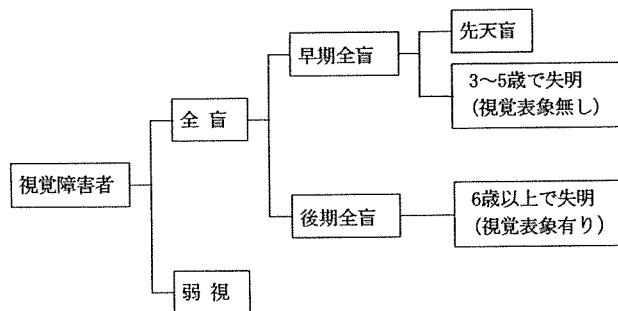 視覚障害者
全 盲
弱 視
早期全盲
後期全盲
先天盲
3～5歳で失明
(視覚表象無し)
6歳以上で失明
(視覚表象有り)